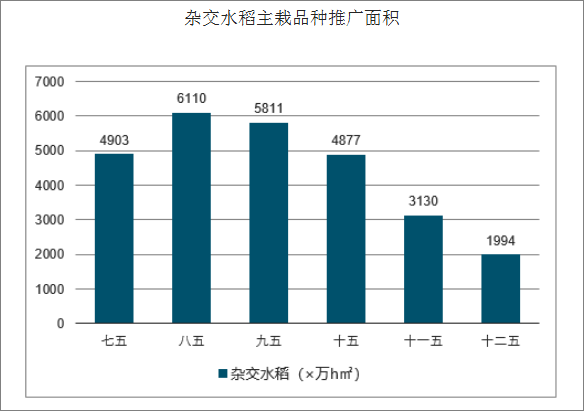 杂交水稻主栽品种推广面积
7000
6000
5000
4000
3000
2000
1000
0
4903
6110
5811
4877
3130
1994
七五
八五
九五
十五
十一五
十二五
杂交水稻（×万h㎡）